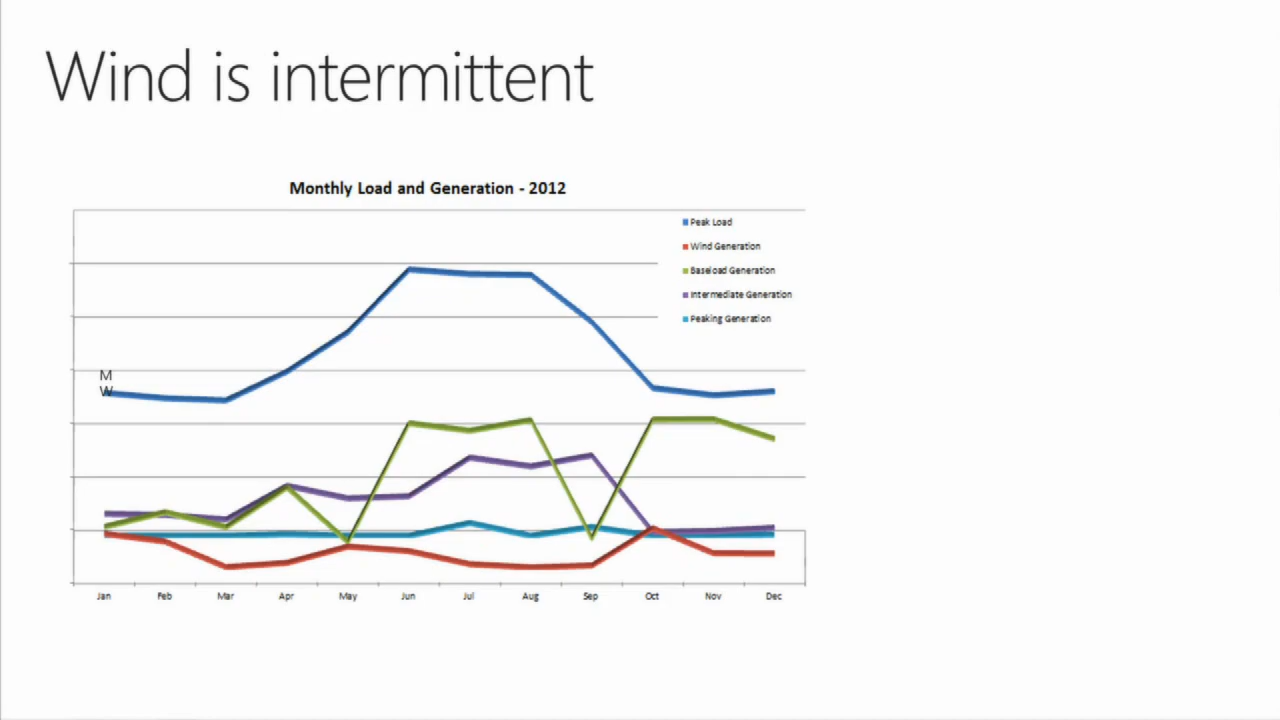 Wind is intermittent
Monthly Load and Generation - 2012
Peak Load
Wind Generation
Baseload Generation
Intermediate Generation
Peaking Generation
M
W
Jan Feb Mar Apr May Jun Jul Aug Sep Oct Nov Dec